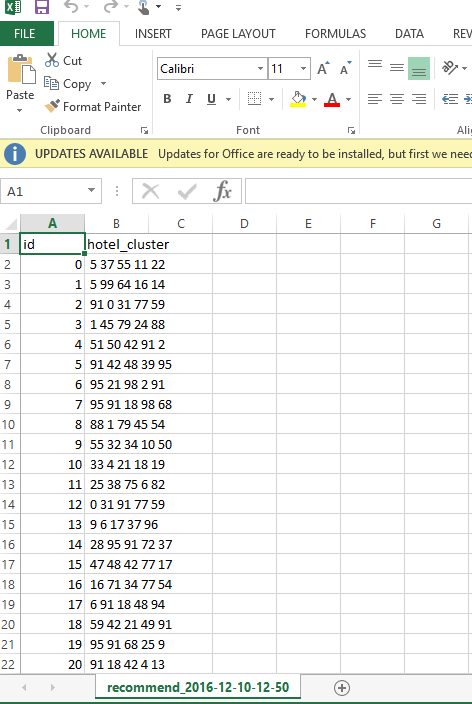 FILE HOME INSERT PAGE LAYOUT FORMULAS DATA REV
Cut
Copy
Format Painter
Paste
Clipboard
Calibri 11 A A
B I U A
Font
Ali
UPDATES AVAILABLE Updates for Office are ready to be installed, but first we need
A1 fx
A B C D E F G
1 id hotel_cluster
2 0 5 37 55 11 22
3 1 5 99 64 16 14
4 2 91 0 31 77 59
5 3 1 45 79 24 88
6 4 51 50 42 91 2
7 5 91 42 48 39 95
8 6 95 21 98 2 91
9 7 95 91 18 98 68
10 8 88 1 79 45 54
11 9 55 32 34 10 50
12 10 33 4 21 18 19
13 11 25 38 75 6 82
14 12 0 31 91 77 59
15 13 9 6 17 37 96
16 14 28 95 91 72 37
17 15 47 48 42 77 17
18 16 16 71 34 77 54
19 17 6 91 18 48 94
20 18 59 42 21 49 91
21 19 95 91 68 25 9
22 20 91 18 42 4 13
recommend_2016-12-10-12-50